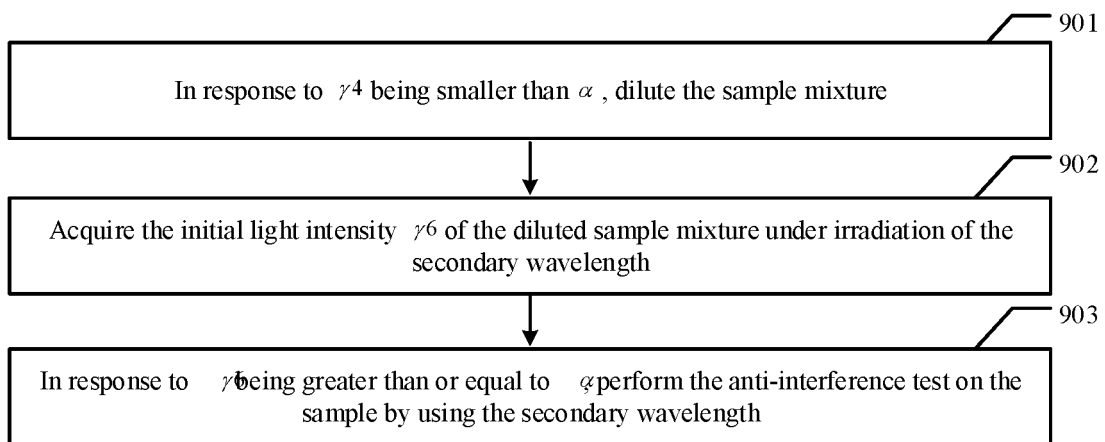 901
In response to γ4 being smaller than α , dilute the sample mixture
902
Acquire the initial light intensity γ6 of the diluted sample mixture under irradiation of the
secondary wavelength
903
In response to γ6 being greater than or equal to α, perform the anti-interference test on the
sample by using the secondary wavelength